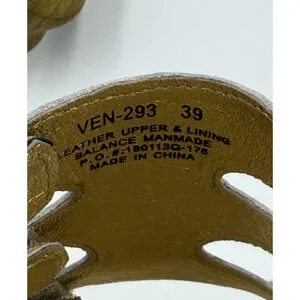 VEN-293 39
LEATHER UPPER & LINING
BALANCE MANMADE
P.O.#:180113Q-176
MADE IN CHINA